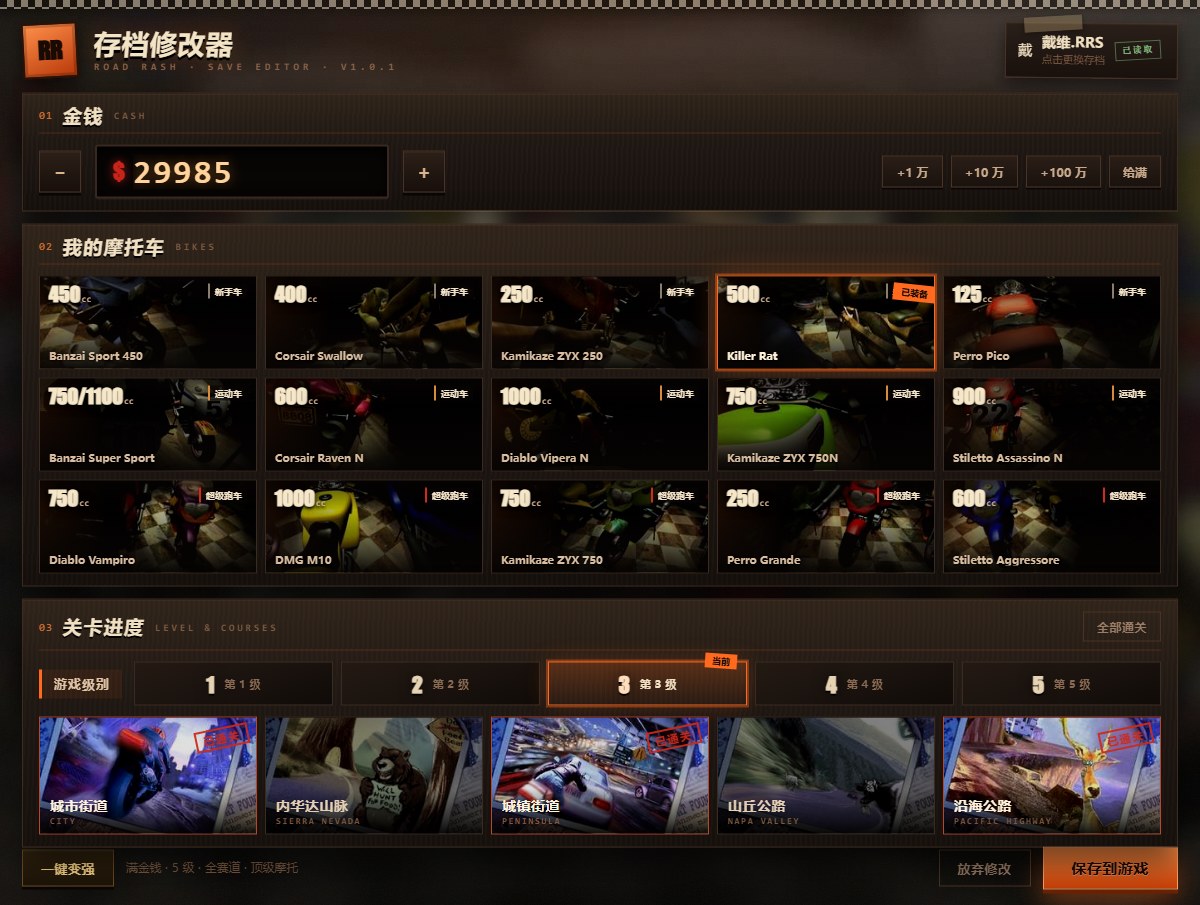 RR
存档修改器
ROAD RASH · SAVE EDITOR · V1.0.1
戴
戴维.RRS
点击更换存档
已读取
01 金钱 CASH
−
$ 29985
+
+1 万
+10 万
+100 万
给满
02 我的摩托车 BIKES
450cc 新手车
Banzai Sport 450
400cc 新手车
Corsair Swallow
250cc 新手车
Kamikaze ZYX 250
500cc 已装备
Killer Rat
125cc 新手车
Perro Pico
750/1100cc 运动车
Banzai Super Sport
600cc 运动车
Corsair Raven N
1000cc 运动车
Diablo Vipera N
750cc 运动车
Kamikaze ZYX 750N
900cc 运动车
Stiletto Assassino N
750cc 超级跑车
Diablo Vampiro
1000cc 超级跑车
DMG M10
750cc 超级跑车
Kamikaze ZYX 750
250cc 超级跑车
Perro Grande
600cc 超级跑车
Stiletto Aggressore
03 关卡进度 LEVEL & COURSES
全部通关
游戏级别
1 第 1 级
2 第 2 级
当前
3 第 3 级
4 第 4 级
5 第 5 级
已通关
城市街道
CITY
WILL HUNT FOR FOOD
内华达山脉
SIERRA NEVADA
已通关
城镇街道
PENINSULA
山丘公路
NAPA VALLEY
已通关
沿海公路
PACIFIC HIGHWAY
一键变强
满金钱 · 5 级 · 全赛道 · 顶级摩托
放弃修改
保存到游戏